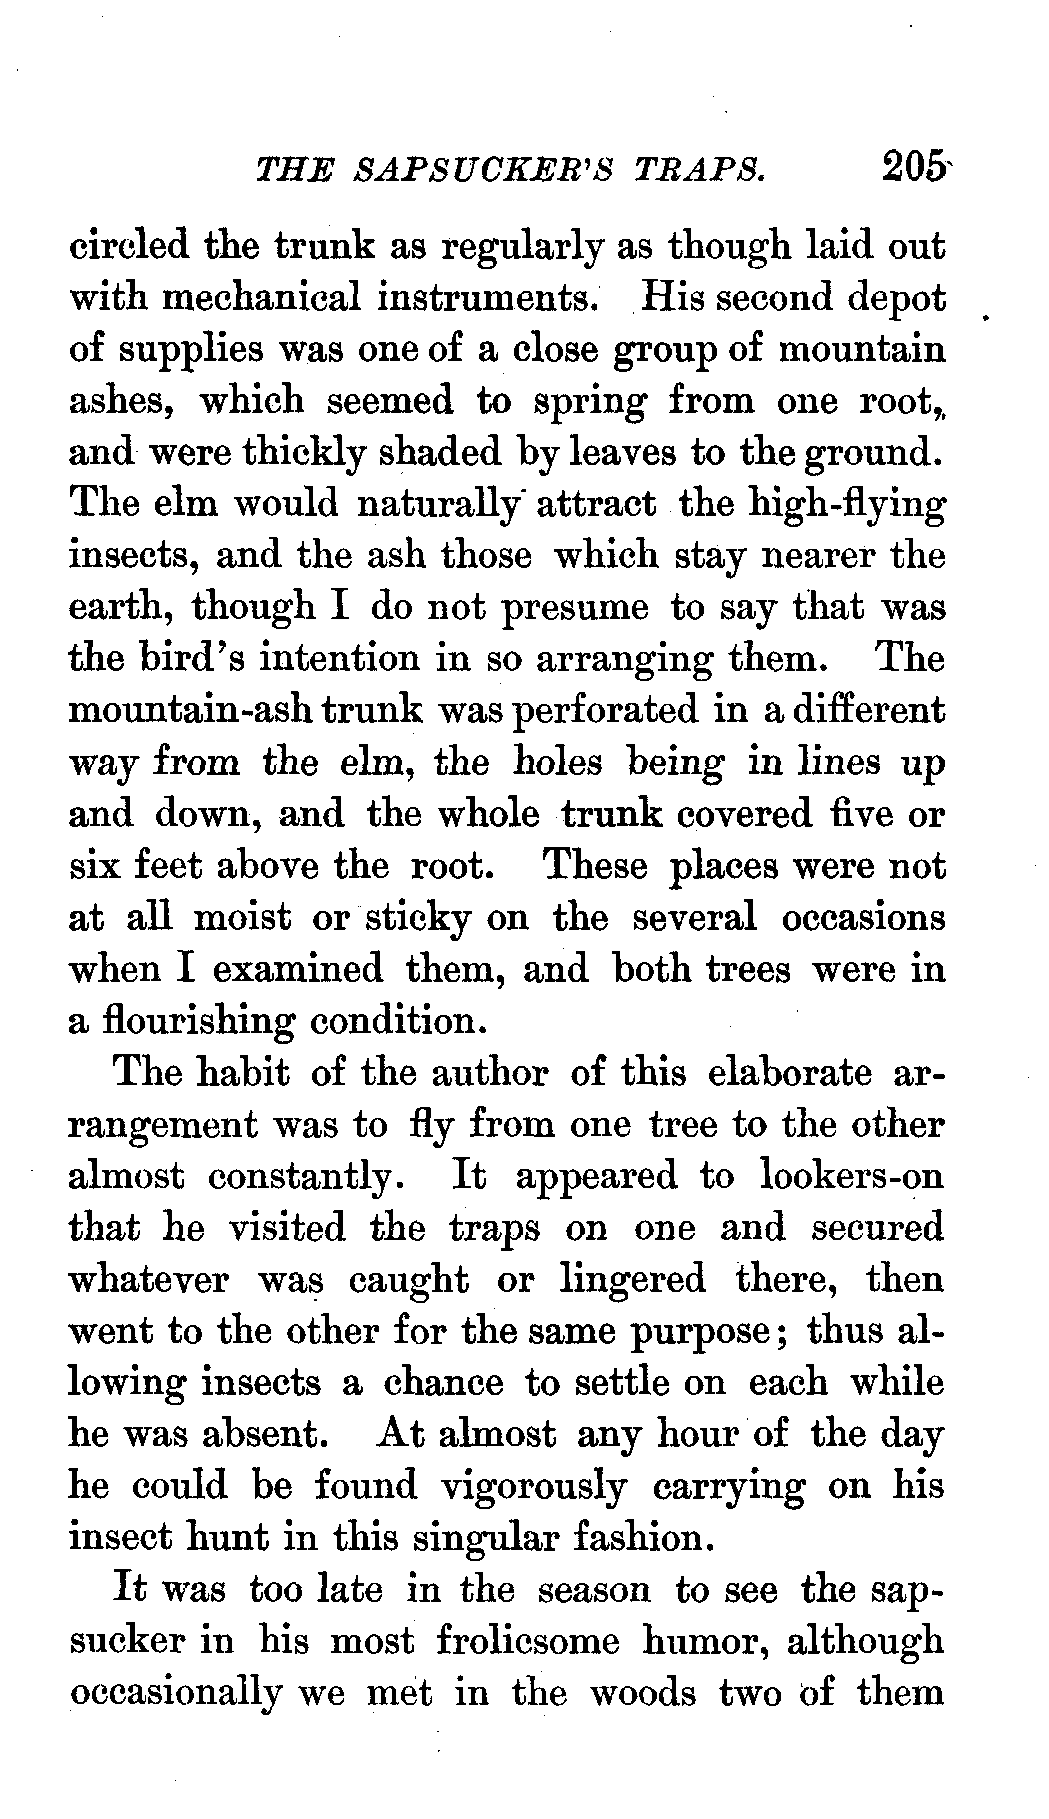 THE SAPSUCKER'S TRAPS. 205
circled the trunk as regularly as though laid out
with mechanical instruments. His second depot
of supplies was one of a close group of mountain
ashes, which seemed to spring from one root,
and were thickly shaded by leaves to the ground.
The elm would naturally attract the high-flying
insects, and the ash those which stay nearer the
earth, though I do not presume to say that was
the bird's intention in so arranging them. The
mountain-ash trunk was perforated in a different
way from the elm, the holes being in lines up
and down, and the whole trunk covered five or
six feet above the root. These places were not
at all moist or sticky on the several occasions
when I examined them, and both trees were in
a flourishing condition.
The habit of the author of this elaborate ar-
rangement was to fly from one tree to the other
almost constantly. It appeared to lookers-on
that he visited the traps on one and secured
whatever was caught or lingered there, then
went to the other for the same purpose; thus al-
lowing insects a chance to settle on each while
he was absent. At almost any hour of the day
he could be found vigorously carrying on his
insect hunt in this singular fashion.
It was too late in the season to see the sap-
sucker in his most frolicsome humor, although
occasionally we met in the woods two of them